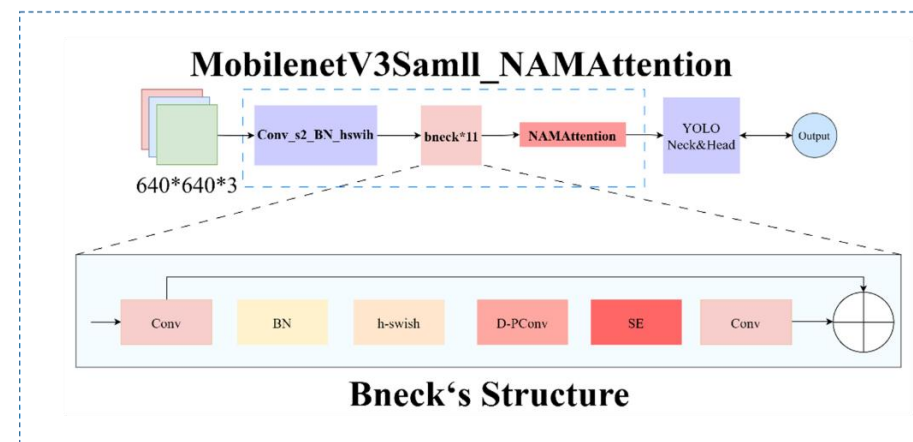 MobilenetV3Samll_NAMAttention
Conv_s2_BN_hswih
bneck*11
NAMAttention
YOLO
Neck&Head
Output
640*640*3
Conv
BN
h-swish
D-PConv
SE
Conv
Bneck‘s Structure